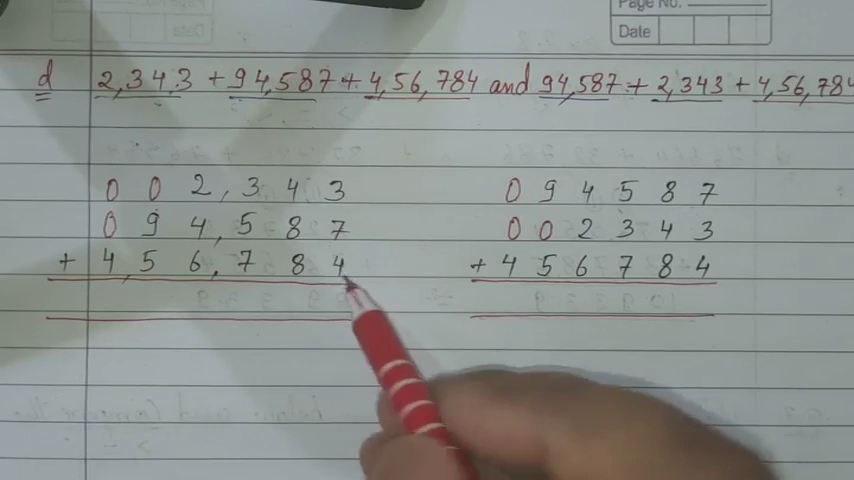 Page No.
Date
d 2,343 + 94,587 + 4,56,784 and 94,587 + 2,343 + 4,56,784
0 0 2, 3 4 3 0 9 4 5 8 7
0 9 4, 5 8 7 0 0 2 3 4 3
+ 4, 5 6, 7 8 4 + 4 5 6 7 8 4